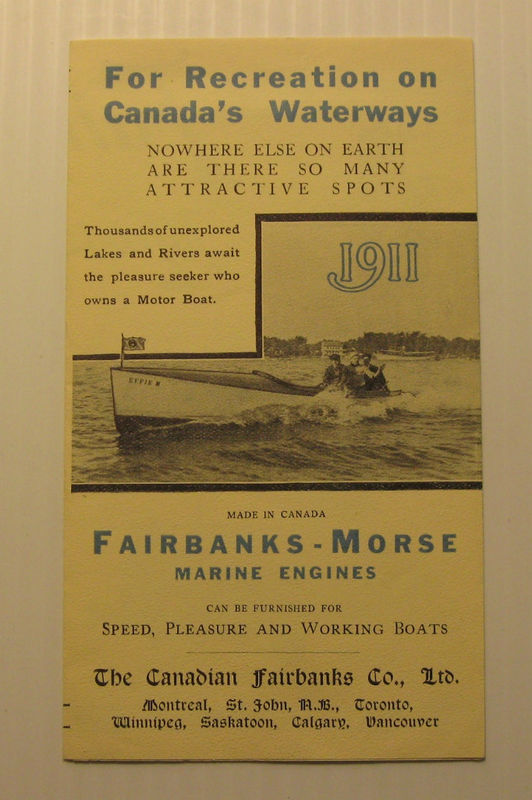 For Recreation on
Canada's Waterways
NOWHERE ELSE ON EARTH
ARE THERE SO MANY
ATTRACTIVE SPOTS
Thousands of unexplored
Lakes and Rivers await
the pleasure seeker who
owns a Motor Boat.
1911
EFFIE M
MADE IN CANADA
FAIRBANKS-MORSE
MARINE ENGINES
CAN BE FURNISHED FOR
SPEED, PLEASURE AND WORKING BOATS
The Canadian Fairbanks Co., Ltd.
Montreal, St. John, N.B., Toronto,
Winnipeg, Saskatoon, Calgary, Vancouver